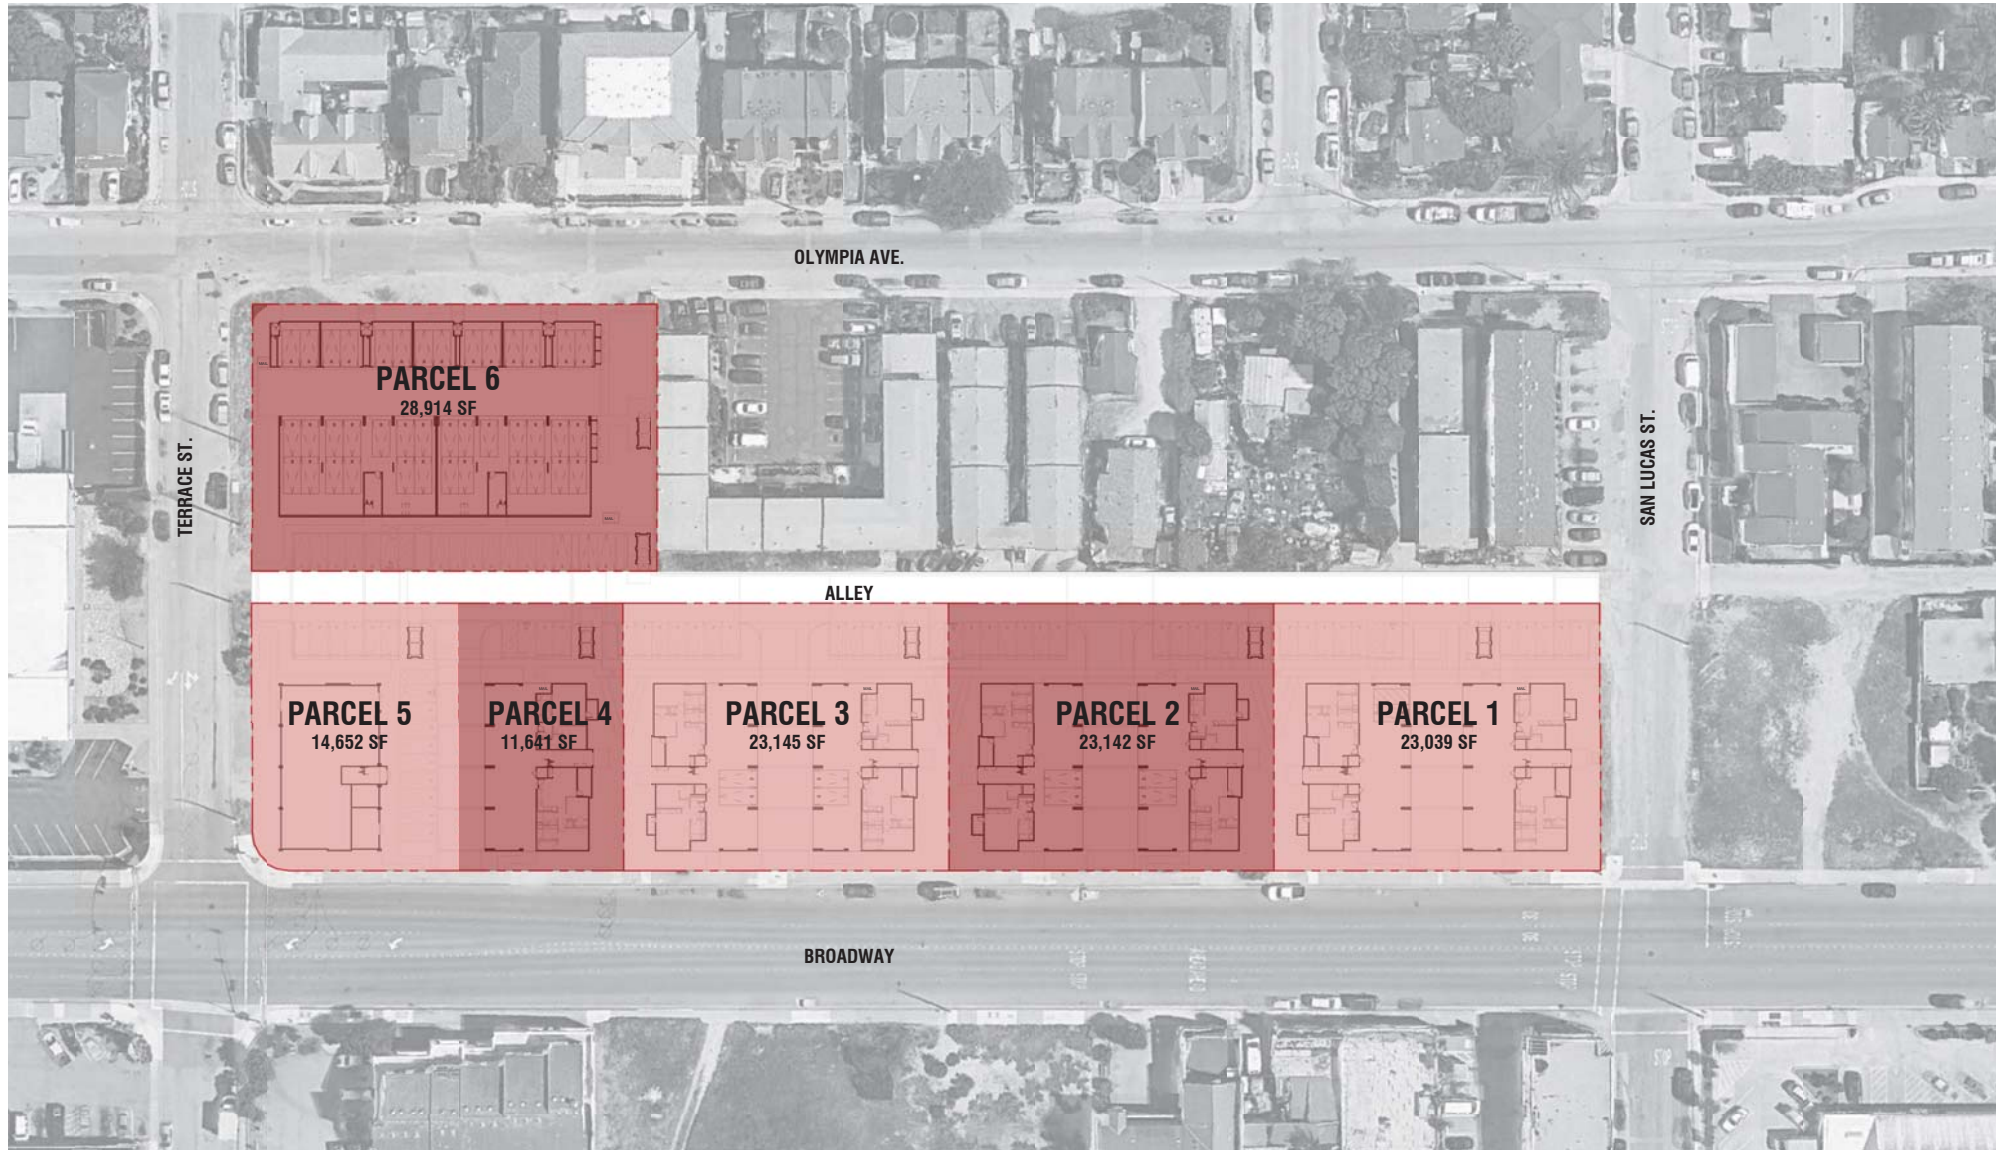 OLYMPIA AVE.
PARCEL 6
28,914 SF
TERRACE ST.
SAN LUCAS ST.
ALLEY
PARCEL 5
14,652 SF
PARCEL 4
11,641 SF
PARCEL 3
23,145 SF
PARCEL 2
23,142 SF
PARCEL 1
23,039 SF
BROADWAY